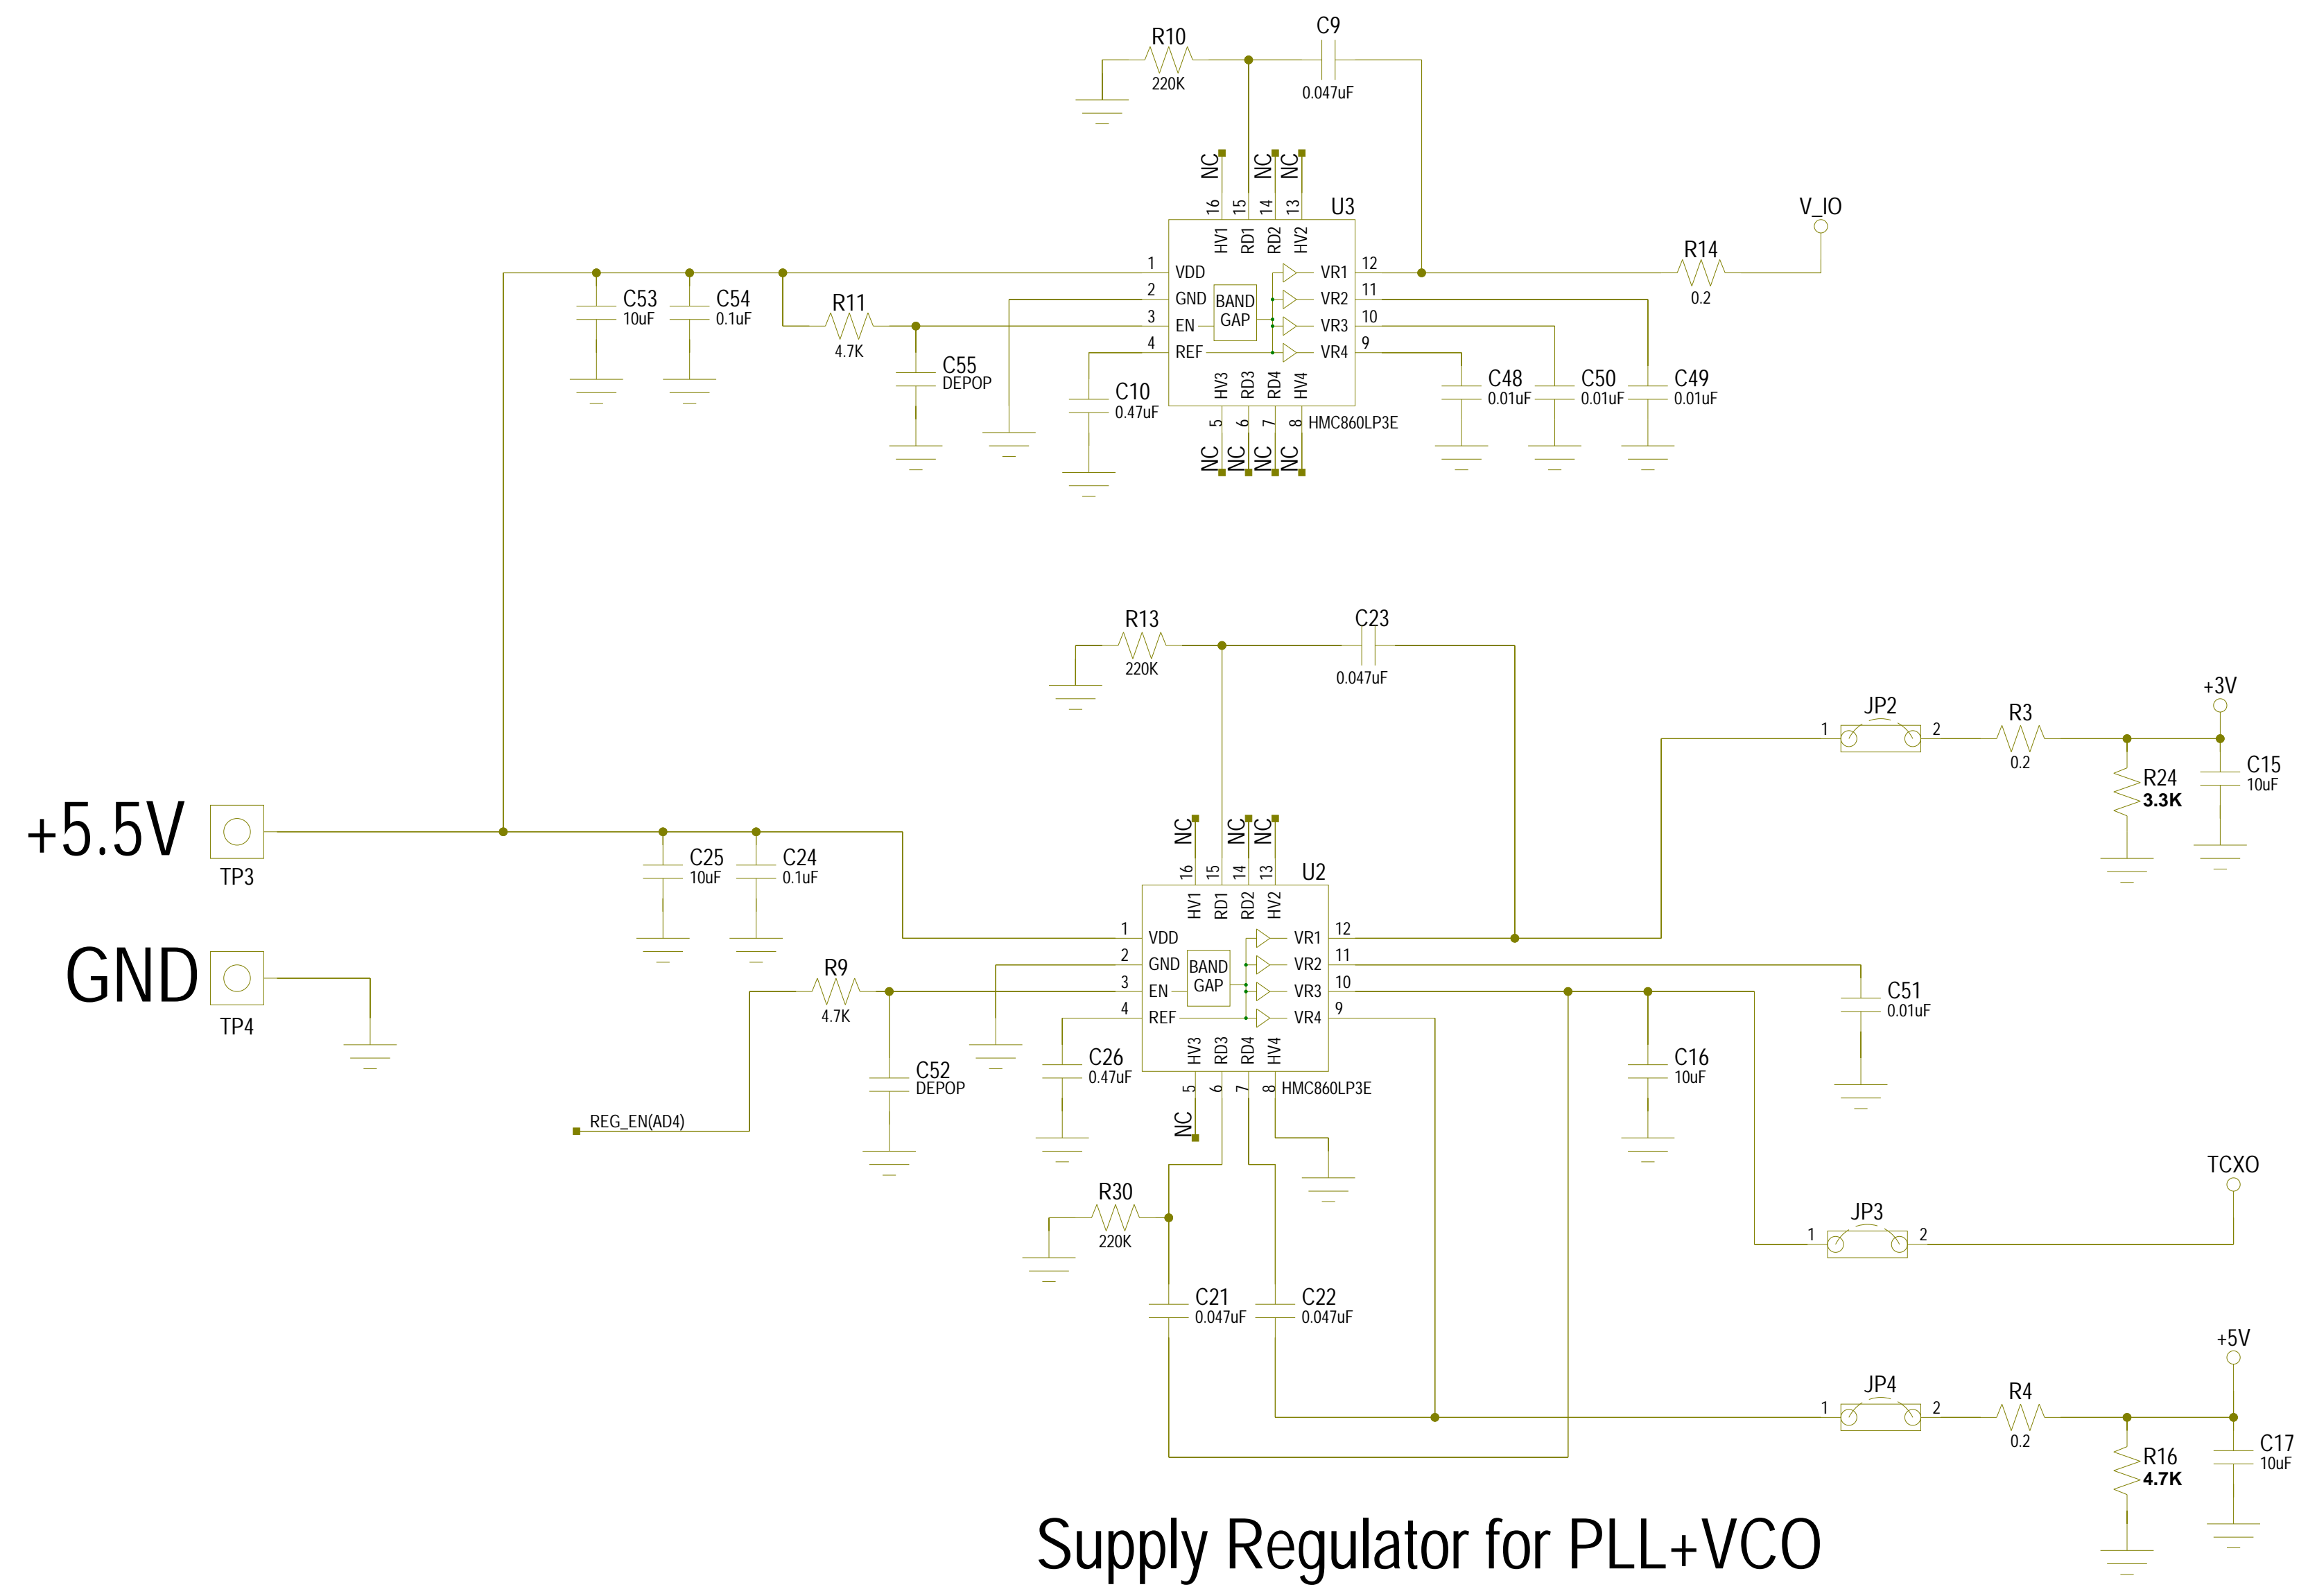 R10
220K
C9
0.047uF
NC
NC
NC
16
15
14
13
U3
HV1
RD1
RD2
HV2
V_IO
1
VDD
2
GND
3
EN
4
REF
BAND
GAP
VR1
12
VR2
11
VR3
10
VR4
9
R14
0.2
C53
10uF
C54
0.1uF
R11
4.7K
C55
DEPOP
C10
0.47uF
HV3
RD3
RD4
HV4
5
6
7
8
HMC860LP3E
NC
NC
NC
NC
C48
0.01uF
C50
0.01uF
C49
0.01uF
R13
220K
C23
0.047uF
JP2
1
2
R3
0.2
+3V
R24
3.3K
C15
10uF
+5.5V
TP3
GND
TP4
C25
10uF
C24
0.1uF
NC
NC
NC
16
15
14
13
U2
HV1
RD1
RD2
HV2
1
VDD
2
GND
3
EN
4
REF
BAND
GAP
VR1
12
VR2
11
VR3
10
VR4
9
R9
4.7K
C52
DEPOP
C26
0.47uF
REG_EN(AD4)
HV3
RD3
RD4
HV4
5
6
7
8
HMC860LP3E
NC
C16
10uF
C51
0.01uF
R30
220K
C21
0.047uF
C22
0.047uF
JP3
1
2
TCXO
JP4
1
2
R4
0.2
+5V
R16
4.7K
C17
10uF
Supply Regulator for PLL+VCO